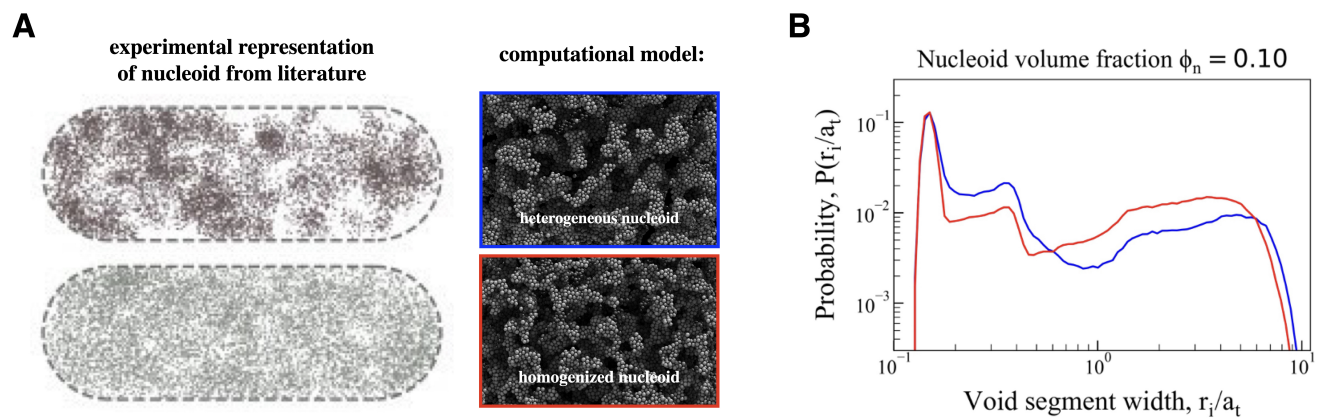 A
experimental representation
of nucleoid from literature
computational model:
heterogeneous nucleoid
homogenized nucleoid
B
Nucleoid volume fraction ϕₙ = 0.10
Probability, P(rᵢ/aₜ)
10⁻¹
10⁻²
10⁻³
10⁻¹
10⁰
10¹
Void segment width, rᵢ/aₜ